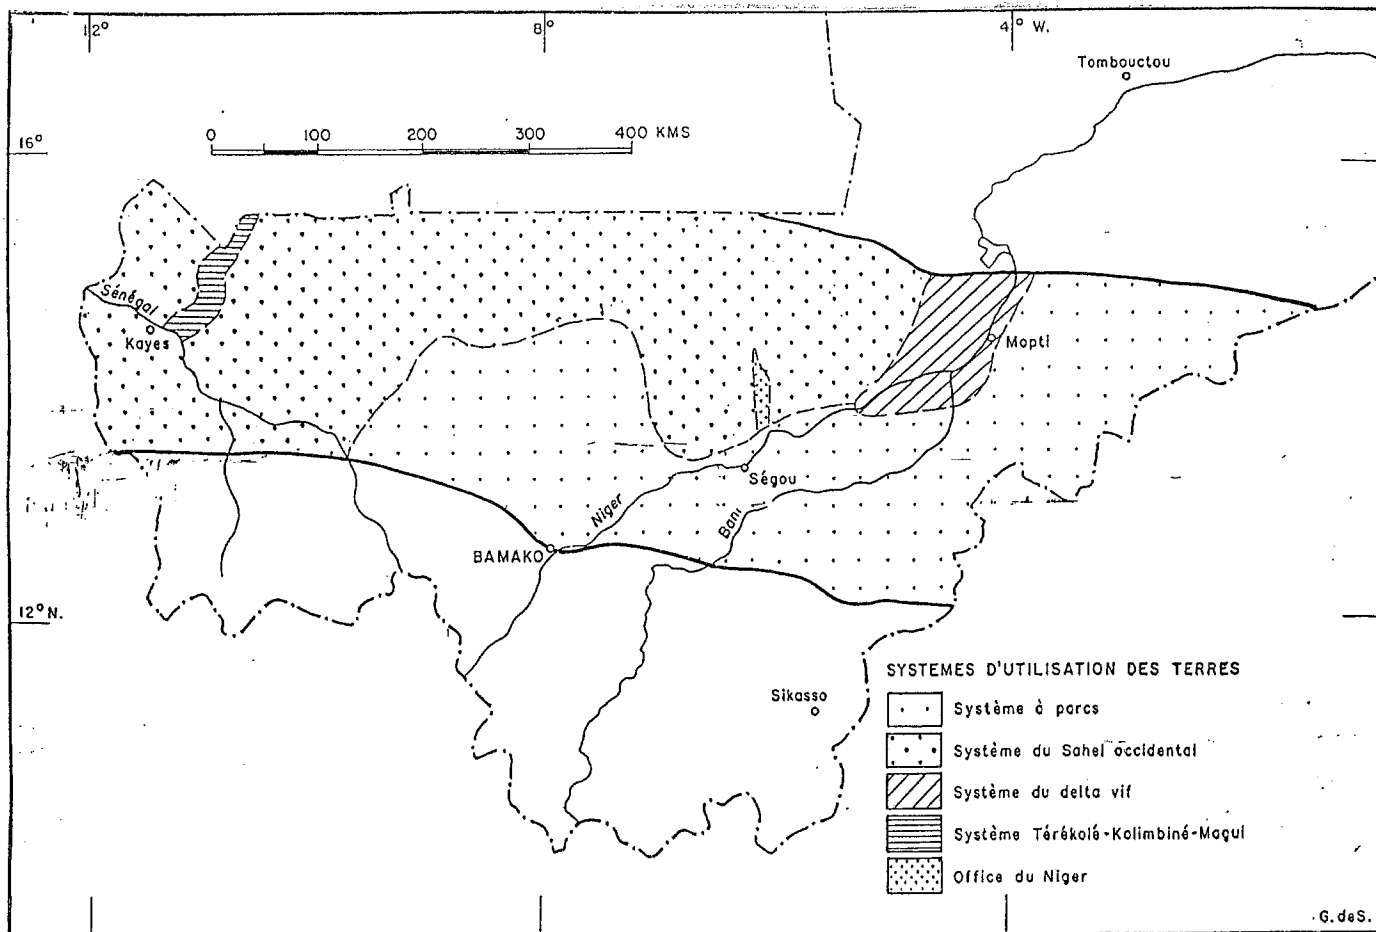 12°
8°
4° W.
Tombouctou
0 100 200 300 400 KMS
16°
Sénégal
Kayes
Mopti
Ségou
Niger
Bani
BAMAKO
12° N.
Sikasso
SYSTEMES D'UTILISATION DES TERRES
Système à parcs
Système du Sahel occidental
Système du delta vif
Système Térékolé-Kolimbiné-Magui
Office du Niger
G. de S.